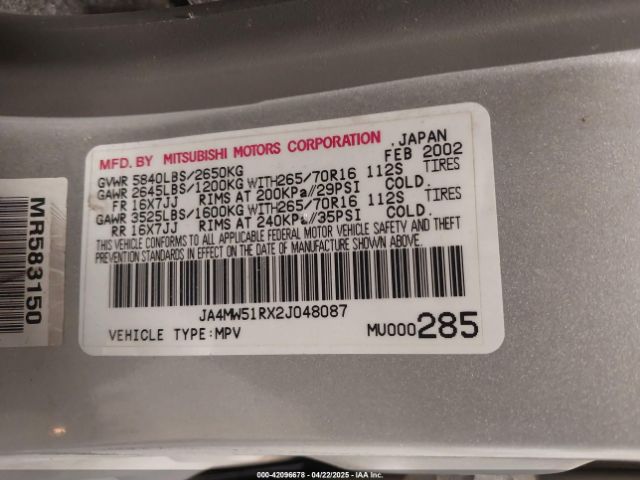 MFD. BY MITSUBISHI MOTORS CORPORATION , JAPAN
FEB 2002
GVWR 5840LBS/2650KG
GAWR 2645LBS/1200KG WITH265/70R16 112S TIRES
FR 16X7JJ RIMS AT 200KPa//29PSI COLD.
GAWR 3525LBS/1600KG WITH265/70R16 112S TIRES
RR 16X7JJ RIMS AT 240KPa//35PSI COLD.
THIS VEHICLE CONFORMS TO ALL APPLICABLE FEDERAL MOTOR VEHICLE SAFETY AND THEFT
PREVENTION STANDARDS IN EFFECT ON THE DATE OF MANUFACTURE SHOWN ABOVE.
JA4MW51RX2J048087
VEHICLE TYPE:MPV
MU000285
MR583150
000-42096678 - 04/22/2025 - IAA Inc.